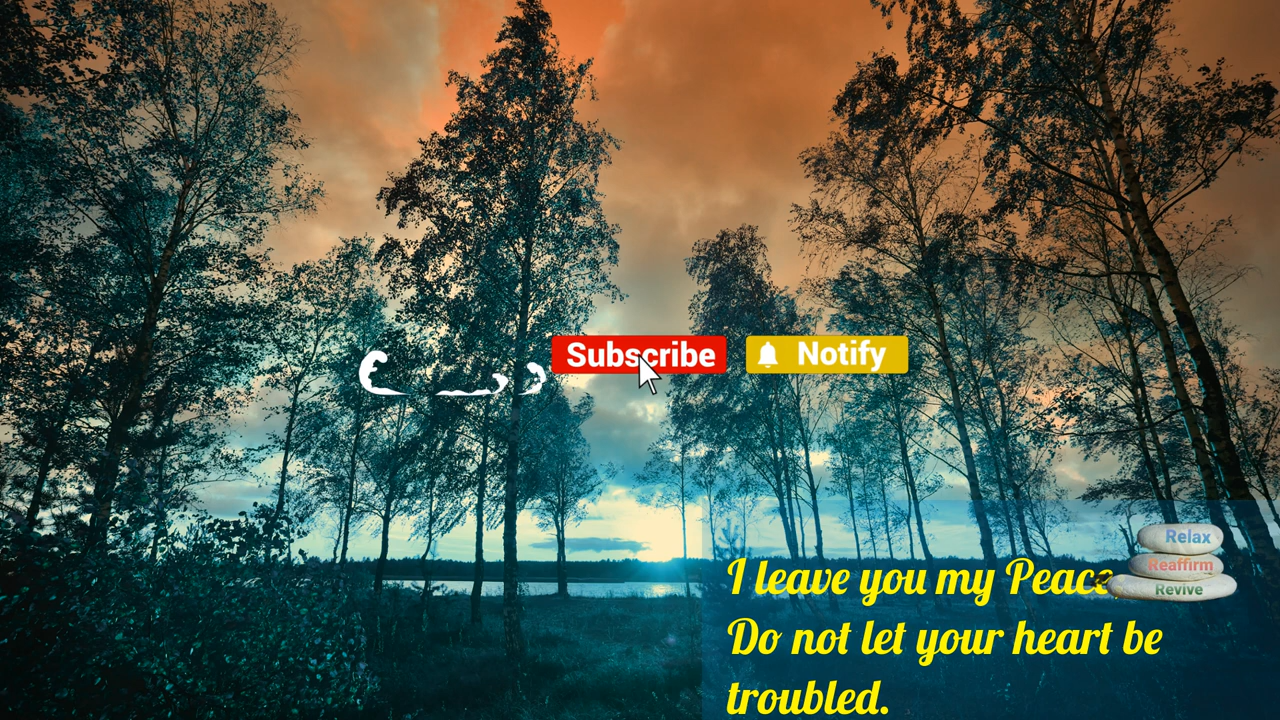 Subscribe
Notify
Relax
Reaffirm
Revive
I leave you my Peace,
Do not let your heart be
troubled.